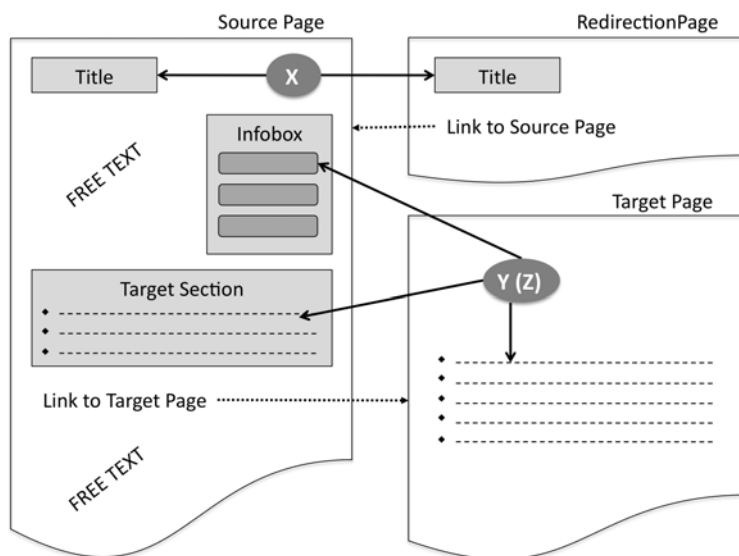 Source Page
RedirectionPage
Title
X
Title
Infobox
Link to Source Page
FREE TEXT
Target Page
Y (Z)
Target Section
Link to Target Page
FREE TEXT